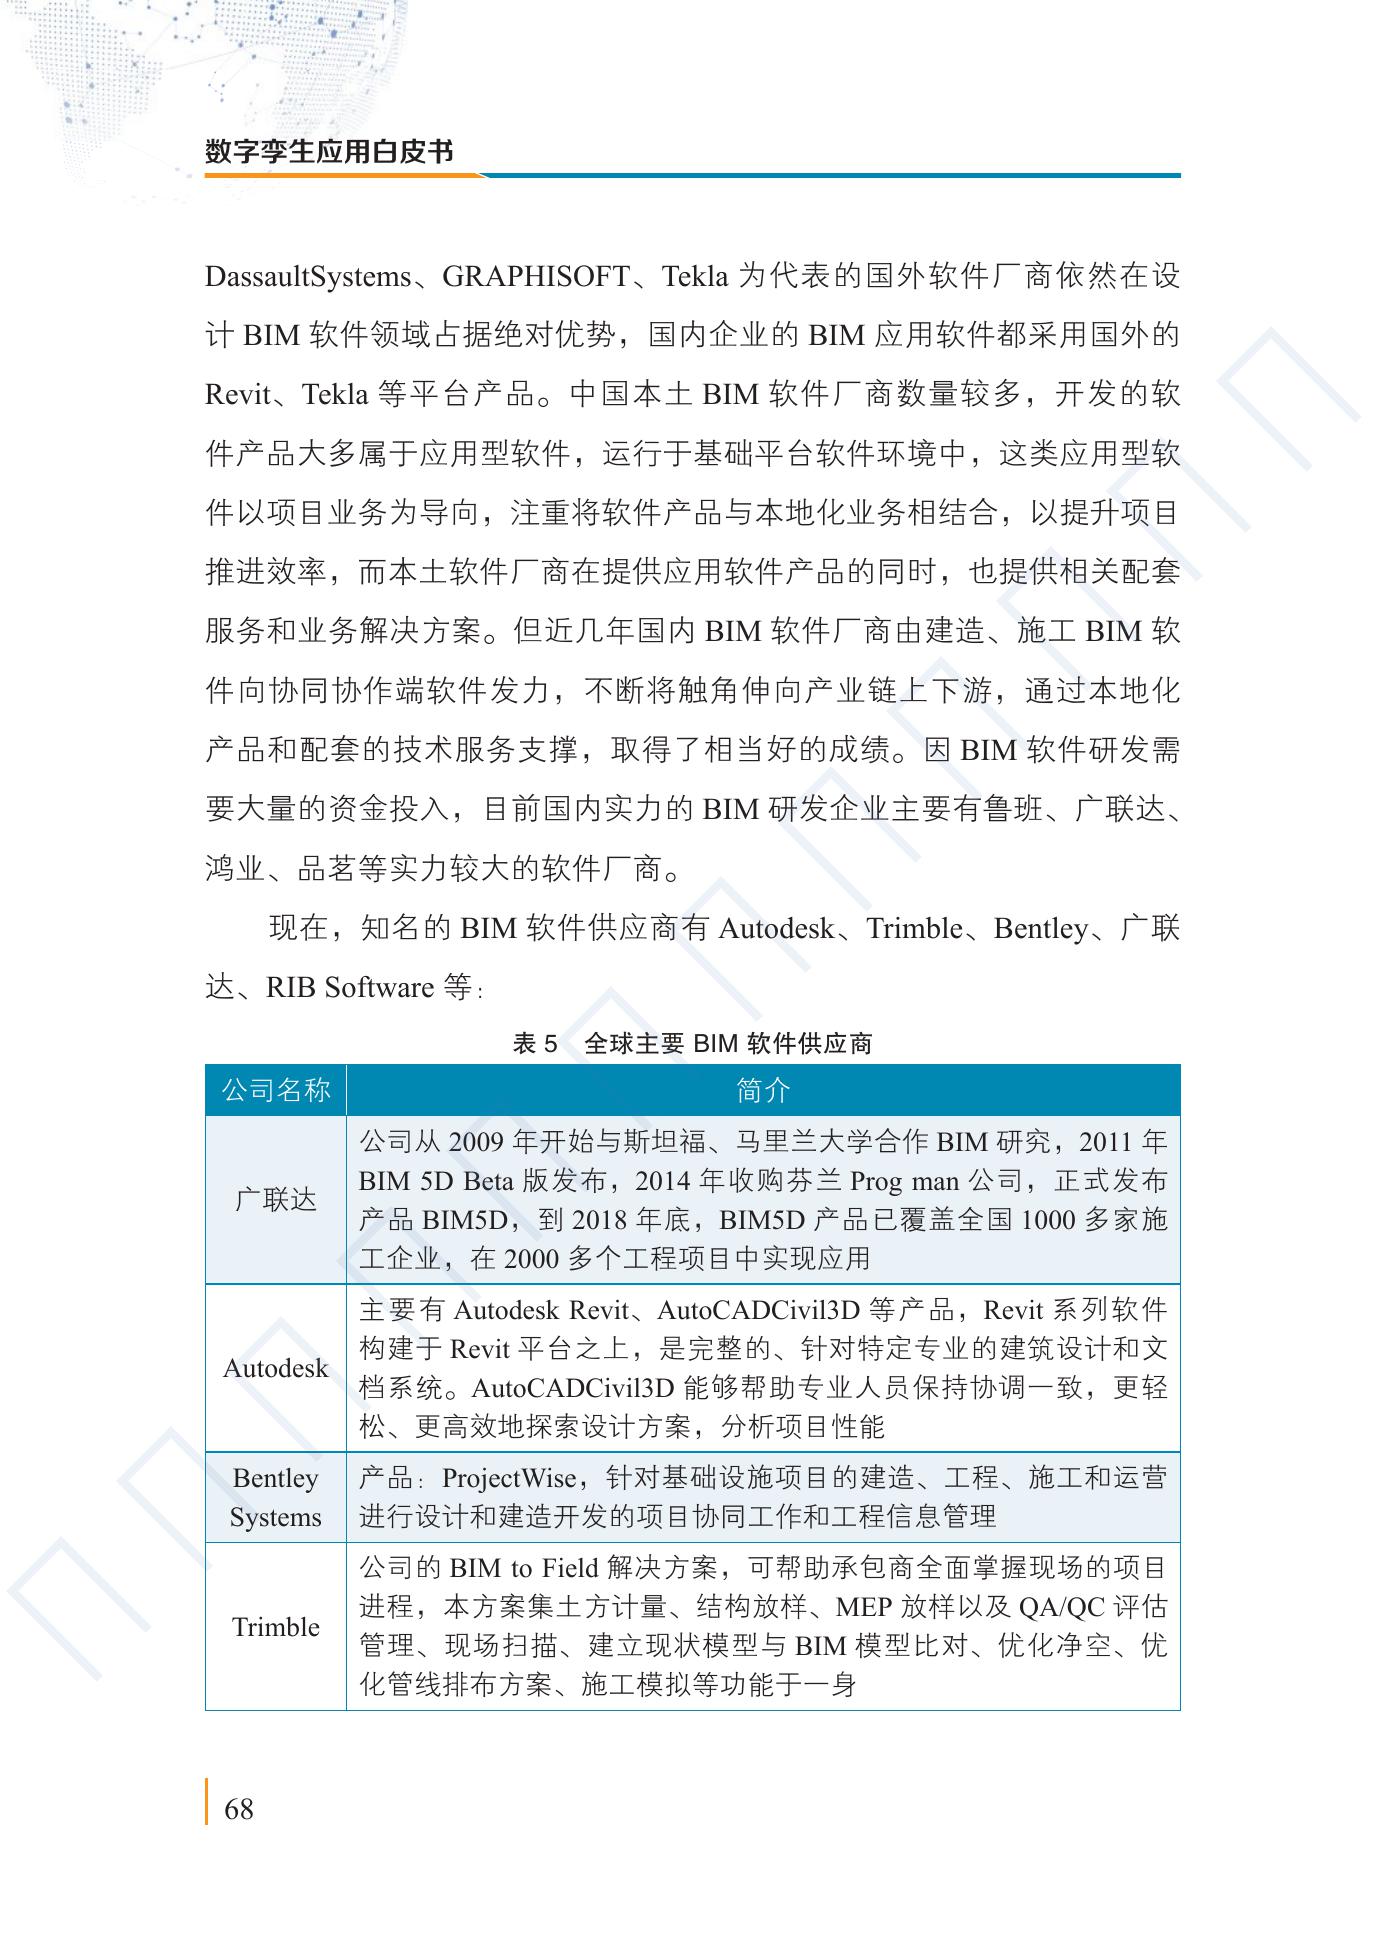 数字孪生应用白皮书
DassaultSystems、GRAPHISOFT、Tekla 为代表的国外软件厂商依然在设
计 BIM 软件领域占据绝对优势，国内企业的 BIM 应用软件都采用国外的
Revit、Tekla 等平台产品。中国本土 BIM 软件厂商数量较多，开发的软
件产品大多属于应用型软件，运行于基础平台软件环境中，这类应用型软
件以项目业务为导向，注重将软件产品与本地化业务相结合，以提升项目
推进效率，而本土软件厂商在提供应用软件产品的同时，也提供相关配套
服务和业务解决方案。但近几年国内 BIM 软件厂商由建造、施工 BIM 软
件向协同协作端软件发力，不断将触角伸向产业链上下游，通过本地化
产品和配套的技术服务支撑，取得了相当好的成绩。因 BIM 软件研发需
要大量的资金投入，目前国内实力的 BIM 研发企业主要有鲁班、广联达、
鸿业、品茗等实力较大的软件厂商。
现在，知名的 BIM 软件供应商有 Autodesk、Trimble、Bentley、广联
达、RIB Software 等：
表 5 全球主要 BIM 软件供应商
公司名称 简介
广联达
公司从 2009 年开始与斯坦福、马里兰大学合作 BIM 研究，2011 年
BIM 5D Beta 版发布，2014 年收购芬兰 Prog man 公司，正式发布
产品 BIM5D，到 2018 年底，BIM5D 产品已覆盖全国 1000 多家施
工企业，在 2000 多个工程项目中实现应用
Autodesk
主要有 Autodesk Revit、AutoCADCivil3D 等产品，Revit 系列软件
构建于 Revit 平台之上，是完整的、针对特定专业的建筑设计和文
档系统。AutoCADCivil3D 能够帮助专业人员保持协调一致，更轻
松、更高效地探索设计方案，分析项目性能
Bentley
Systems
产品：ProjectWise，针对基础设施项目的建造、工程、施工和运营
进行设计和建造开发的项目协同工作和工程信息管理
Trimble
公司的 BIM to Field 解决方案，可帮助承包商全面掌握现场的项目
进程，本方案集土方计量、结构放样、MEP 放样以及 QA/QC 评估
管理、现场扫描、建立现状模型与 BIM 模型比对、优化净空、优
化管线排布方案、施工模拟等功能于一身
68